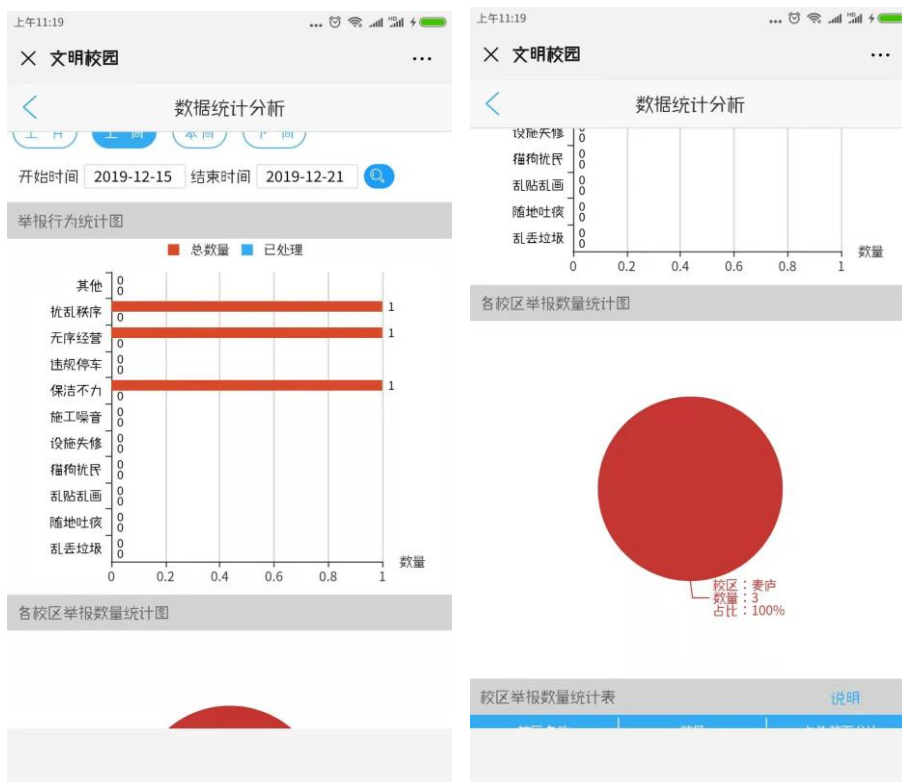 上午11:19
文明校园
数据统计分析
上周
本周
下周
开始时间 2019-12-15 结束时间 2019-12-21
举报行为统计图
总数量 已处理
其他 0 0
扰乱秩序 1 0
无序经营 1 0
违规停车 0 0
保洁不力 1 0
施工噪音 0 0
设施失修 0 0
猫狗扰民 0 0
乱贴乱画 0 0
随地吐痰 0 0
乱丢垃圾 0 0
数量
0 0.2 0.4 0.6 0.8 1
各校区举报数量统计图
上午11:19
文明校园
数据统计分析
设施失修 0 0
猫狗扰民 0 0
乱贴乱画 0 0
随地吐痰 0 0
乱丢垃圾 0 0
数量
0 0.2 0.4 0.6 0.8 1
各校区举报数量统计图
校区：麦庐
数量：3
占比：100%
校区举报数量统计表 说明